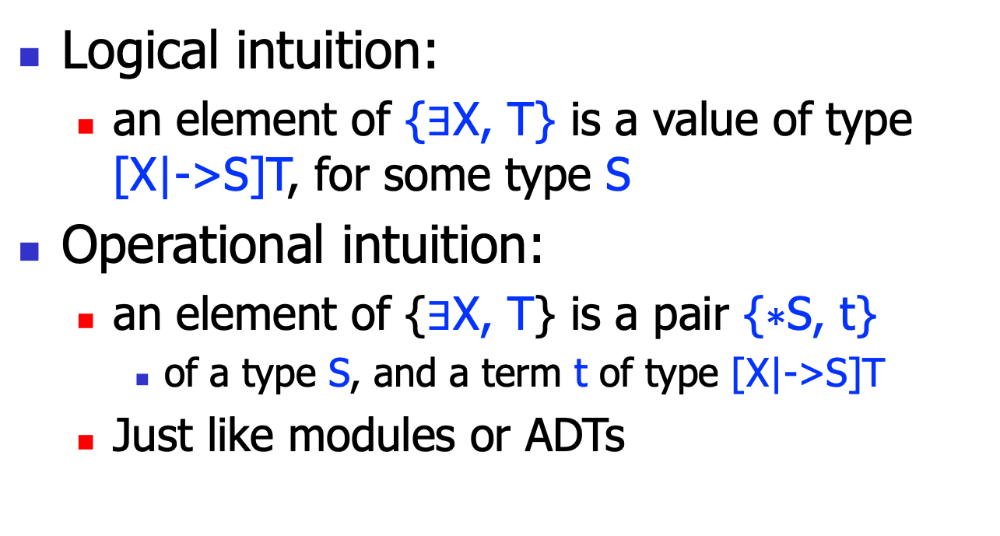 Logical intuition:
an element of {∃X, T} is a value of type
[X|->S]T, for some type S
Operational intuition:
an element of {∃X, T} is a pair {*S, t}
of a type S, and a term t of type [X|->S]T
Just like modules or ADTs